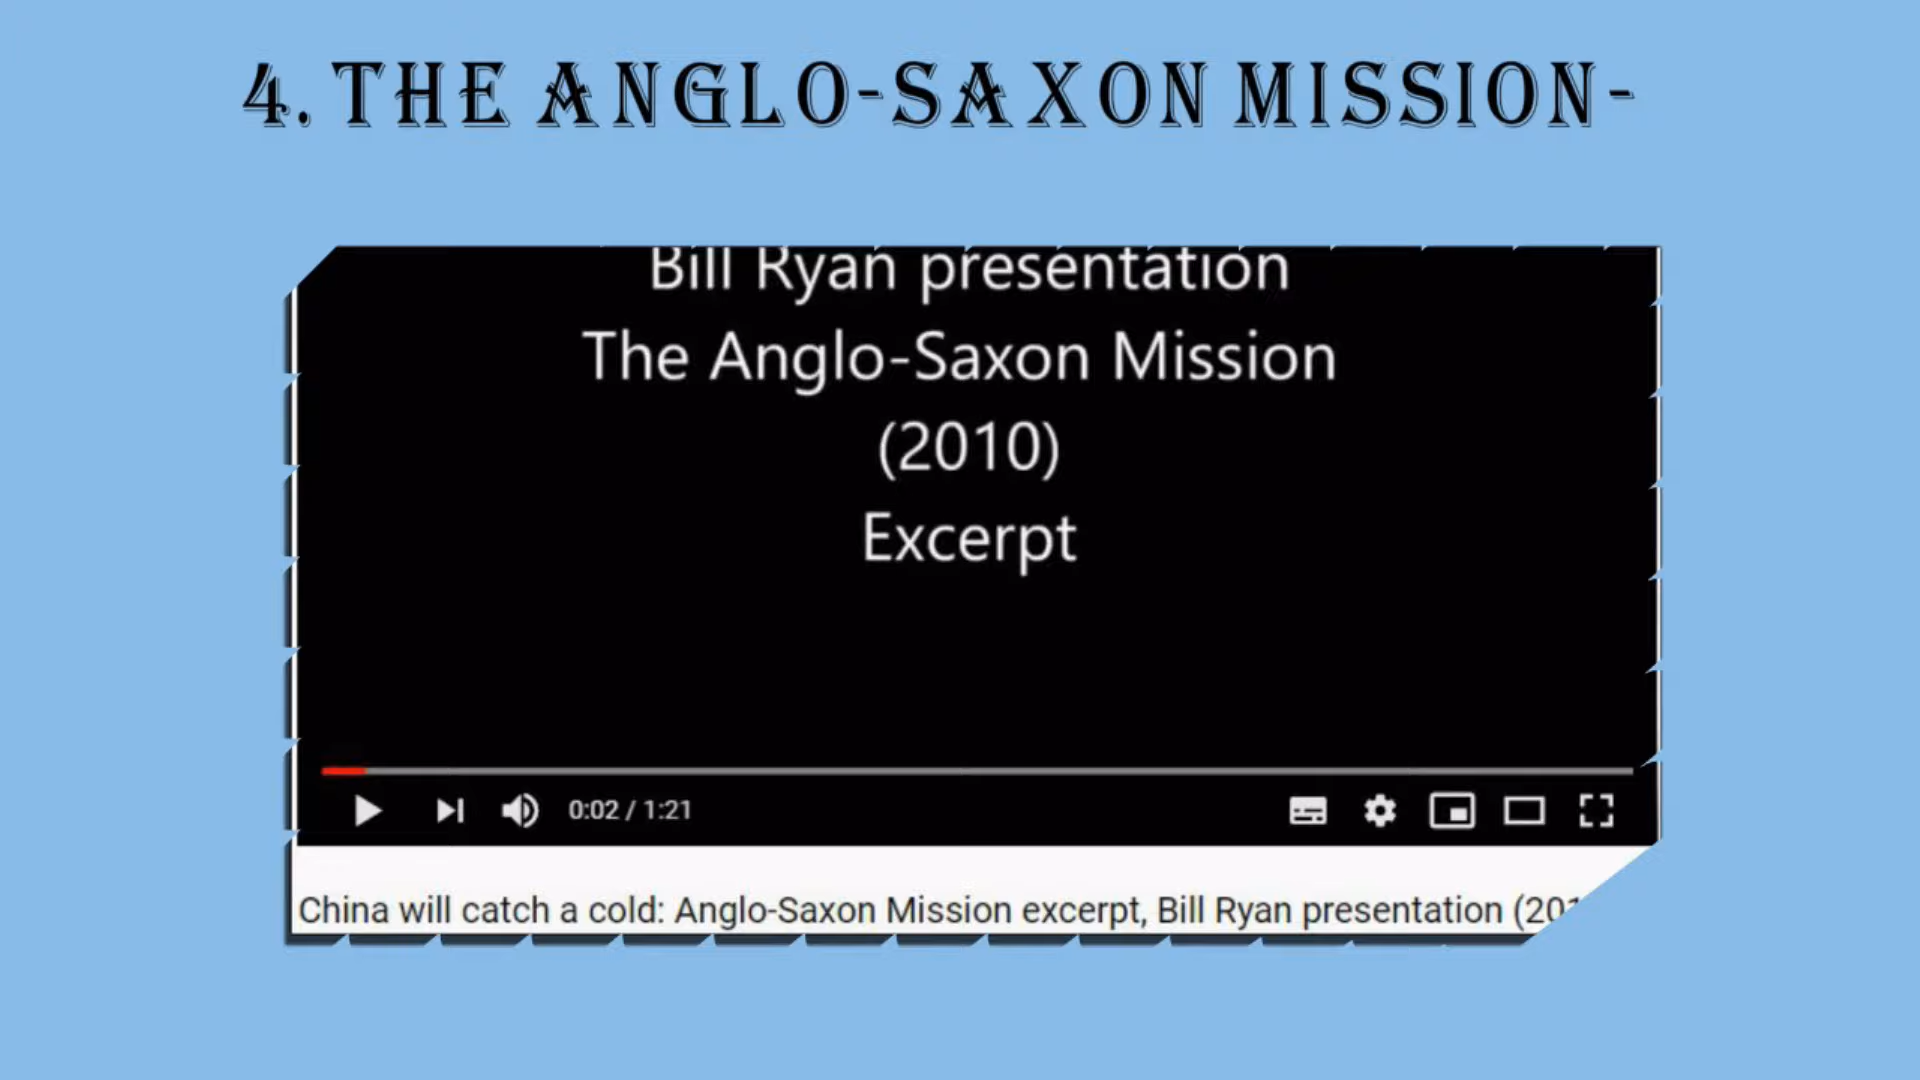 4. THE ANGLO-SAXON MISSION-
Bill Ryan presentation
The Anglo-Saxon Mission
(2010)
Excerpt
0:02 / 1:21
China will catch a cold: Anglo-Saxon Mission excerpt, Bill Ryan presentation (201